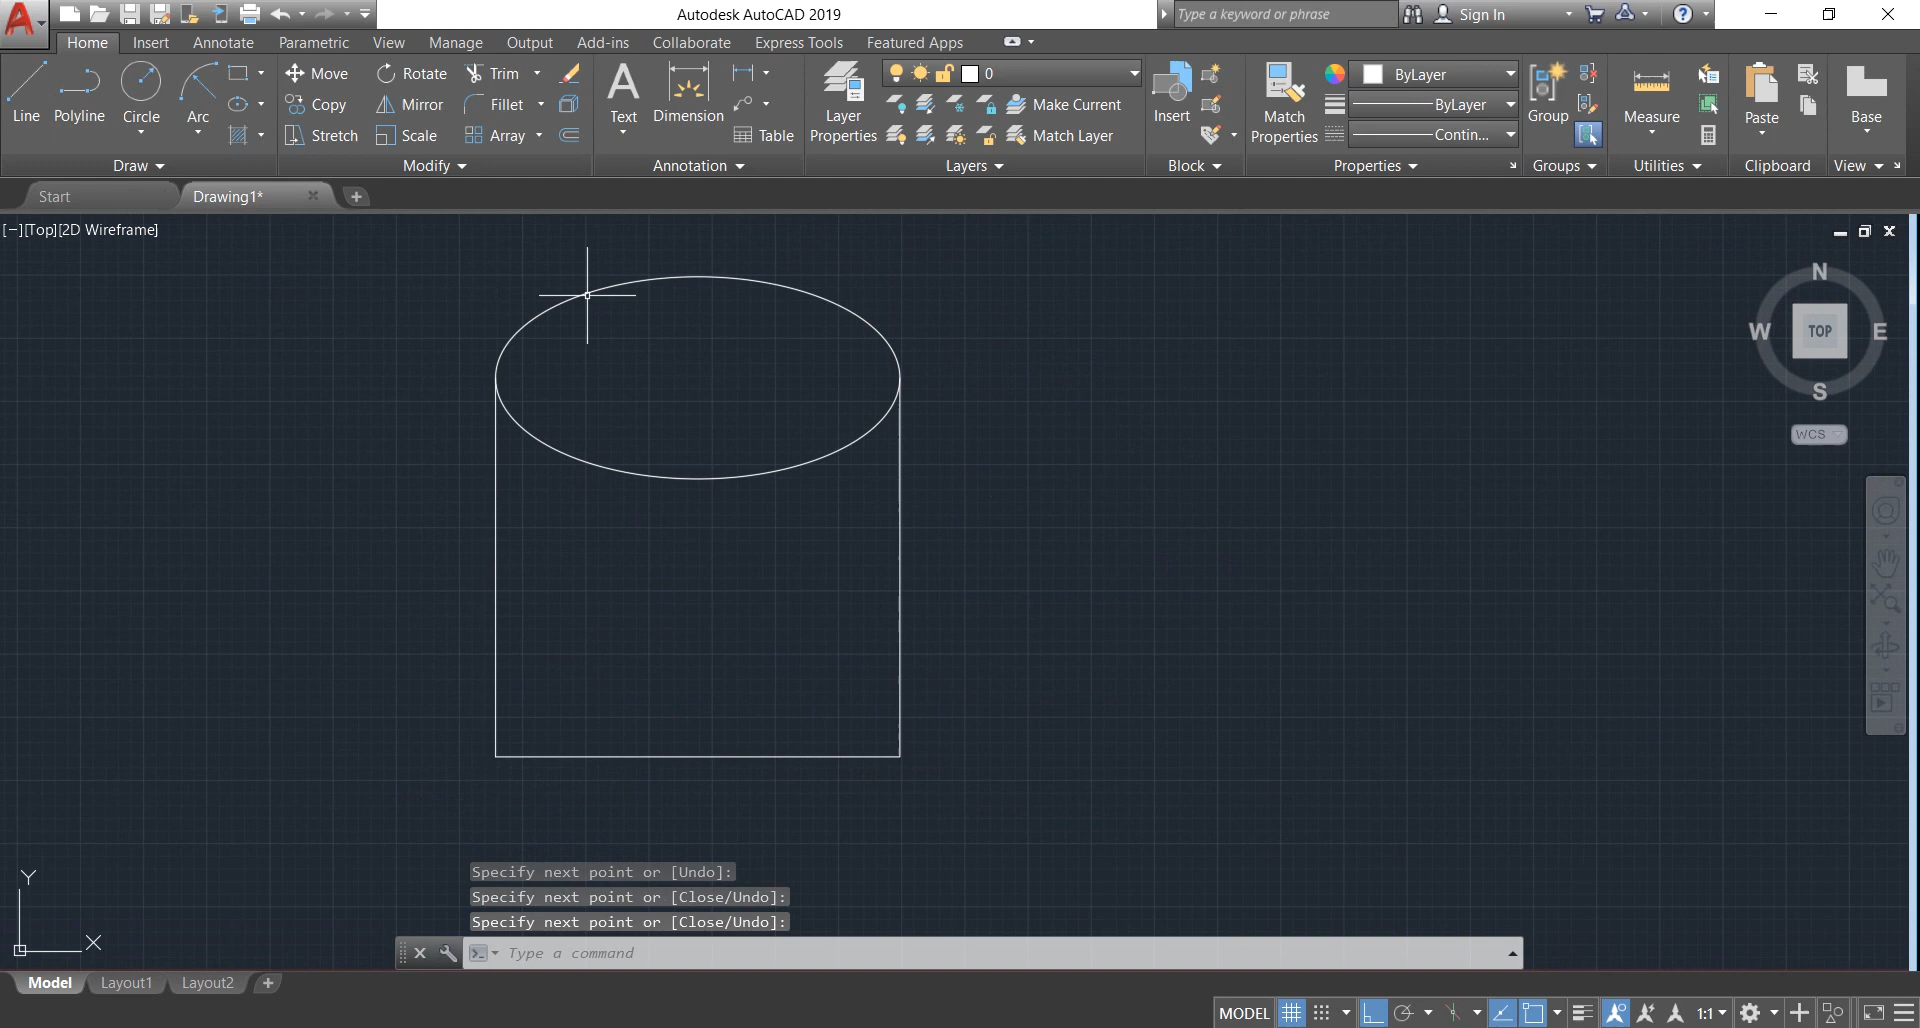 Autodesk AutoCAD 2019
Type a keyword or phrase
Sign In
Home Insert Annotate Parametric View Manage Output Add-ins Collaborate Express Tools Featured Apps
Line Polyline Circle Arc
Move Rotate Trim
Copy Mirror Fillet
Stretch Scale Array
Text Dimension
Table
Layer Properties
0
Make Current
Match Layer
Insert
Match Properties
ByLayer
ByLayer
Contin...
Group
Measure
Paste
Base
Draw Modify Annotation Layers Block Properties Groups Utilities Clipboard View
Start Drawing1*
[−][Top][2D Wireframe]
N
W TOP E
S
WCS
Y
X
Specify next point or [Undo]:
Specify next point or [Close/Undo]:
Specify next point or [Close/Undo]:
Type a command
Model Layout1 Layout2
MODEL 1:1